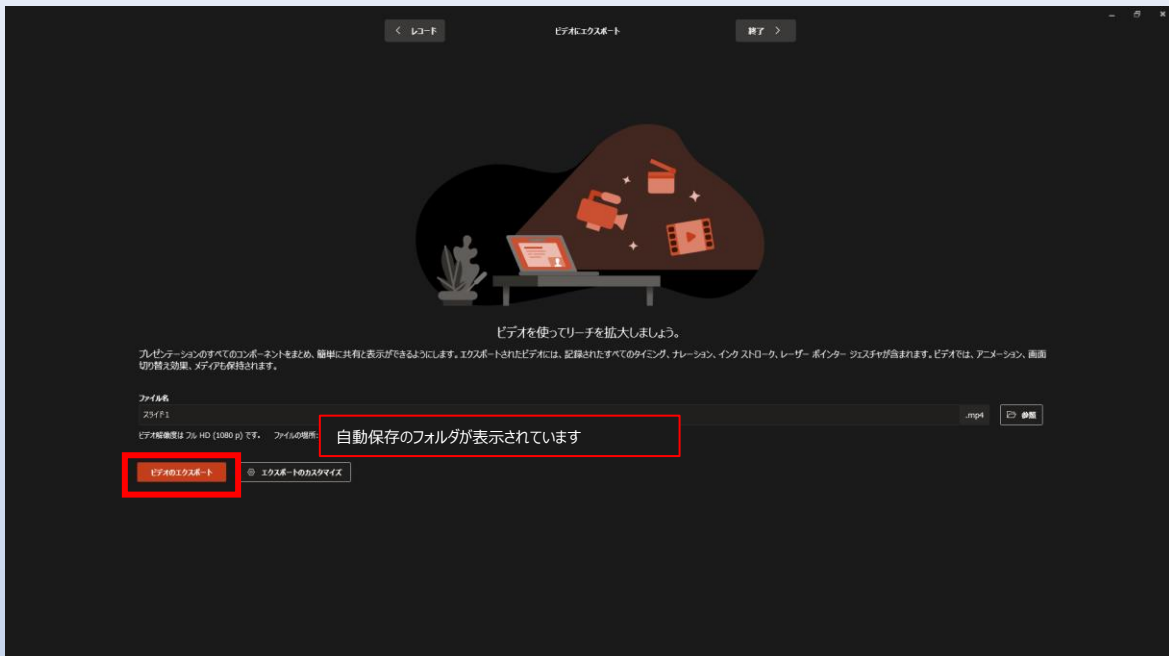 レコード
ビデオにエクスポート
終了
ビデオを使ってリーチを拡大しましょう。
プレゼンテーションのすべてのコンポーネントをまとめ、簡単に共有と表示ができるようにします。エクスポートされたビデオには、記録されたすべてのタイミング、ナレーション、インク ストローク、レーザー ポインター ジェスチャが含まれます。ビデオでは、アニメーション、画面
切り替え効果、メディアも保持されます。
ファイル名
スライド1
.mp4
参照
ビデオ解像度は フル HD (1080 p) です。 ファイルの場所:
自動保存のフォルダが表示されています
ビデオのエクスポート
エクスポートのカスタマイズ